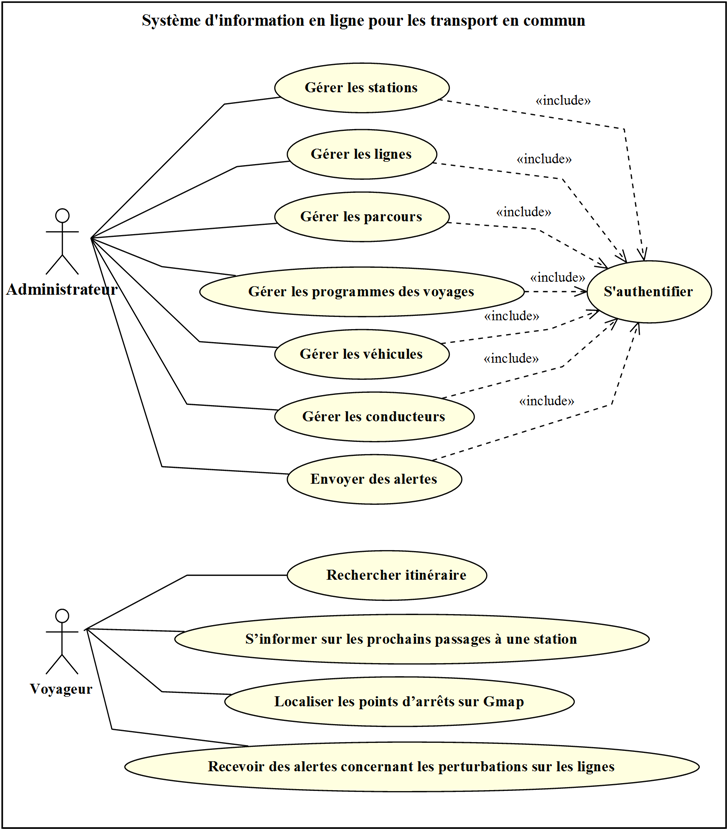 Système d'information en ligne pour les transport en commun
Gérer les stations
«include»
Gérer les lignes
«include»
Gérer les parcours
«include»
Administrateur
Gérer les programmes des voyages
«include»
S'authentifier
Gérer les véhicules
«include»
Gérer les conducteurs
«include»
Envoyer des alertes
«include»
Rechercher itinéraire
S’informer sur les prochains passages à une station
Voyageur
Localiser les points d’arrêts sur Gmap
Recevoir des alertes concernant les perturbations sur les lignes